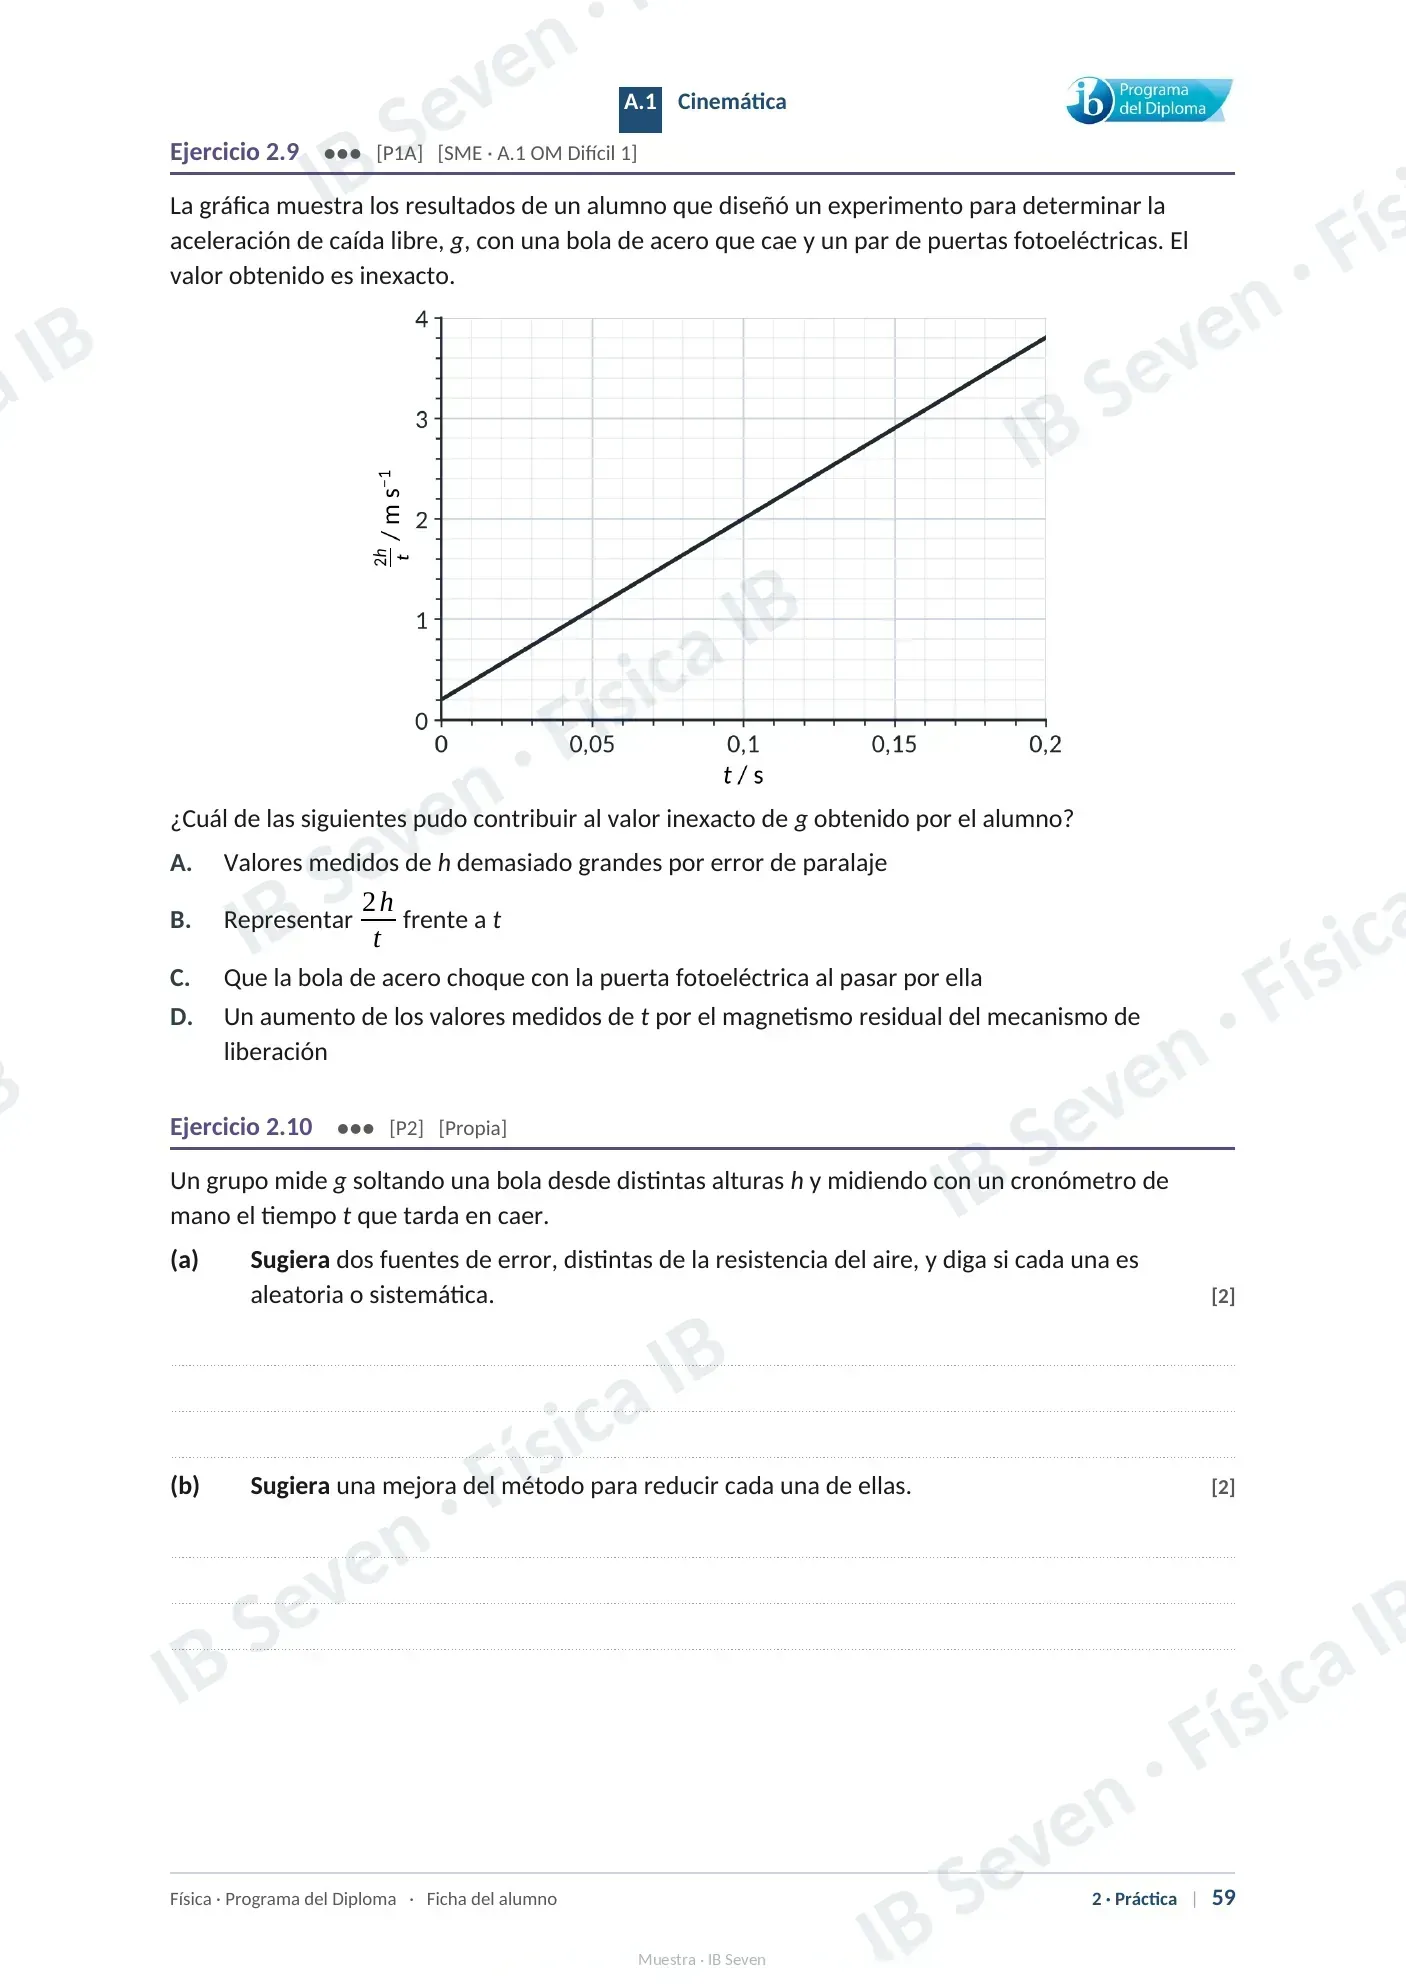 A.1 Cinemática
Programa
del Diploma
Ejercicio 2.9 ●●● [P1A] [SME · A.1 OM Difícil 1]
La gráfica muestra los resultados de un alumno que diseñó un experimento para determinar la
aceleración de caída libre, g, con una bola de acero que cae y un par de puertas fotoeléctricas. El
valor obtenido es inexacto.
4
3
2
1
0
2h/t / m s⁻¹
0 0,05 0,1 0,15 0,2
t / s
¿Cuál de las siguientes pudo contribuir al valor inexacto de g obtenido por el alumno?
A. Valores medidos de h demasiado grandes por error de paralaje
B. Representar 2h/t frente a t
C. Que la bola de acero choque con la puerta fotoeléctrica al pasar por ella
D. Un aumento de los valores medidos de t por el magnetismo residual del mecanismo de
liberación
Ejercicio 2.10 ●●● [P2] [Propia]
Un grupo mide g soltando una bola desde distintas alturas h y midiendo con un cronómetro de
mano el tiempo t que tarda en caer.
(a) Sugiera dos fuentes de error, distintas de la resistencia del aire, y diga si cada una es
aleatoria o sistemática. [2]
(b) Sugiera una mejora del método para reducir cada una de ellas. [2]
Física · Programa del Diploma · Ficha del alumno
2 · Práctica | 59
Muestra · IB Seven
IB Seven · Física IB